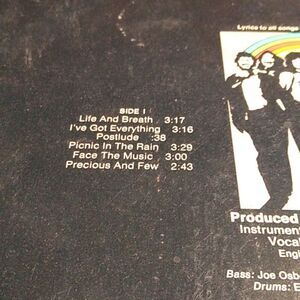 Lyrics to all songs
SIDE I
Life And Breath 3:17
I've Got Everything 3:16
Postlude :38
Picnic In The Rain 3:29
Face The Music 3:00
Precious And Few 2:43
Produced
Instrument
Vocal
Engi
Bass: Joe Osb
Drums: E